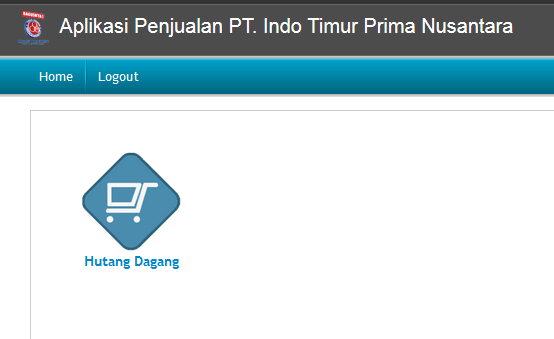 Aplikasi Penjualan PT. Indo Timur Prima Nusantara
Home
Logout
Hutang Dagang